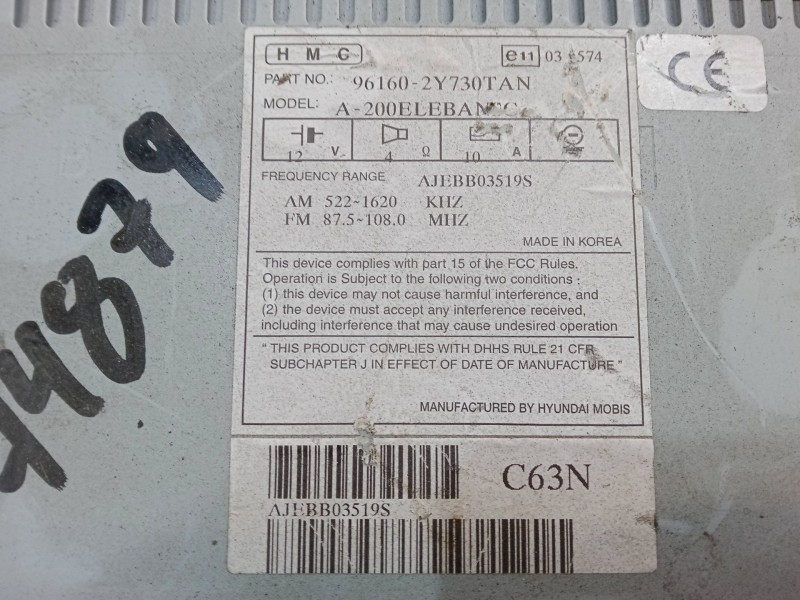 HMC e11 03 574
PART NO.: 96160-2Y730TAN
MODEL:
12 V 4 Ω 10 A
FREQUENCY RANGE AJEBB03519S
AM 522~1620 KHZ
FM 87.5~108.0 MHZ
MADE IN KOREA
This device complies with part 15 of the FCC Rules.
Operation is Subject to the following two conditions :
(1) this device may not cause harmful interference, and
(2) the device must accept any interference received,
including interference that may cause undesired operation
" THIS PRODUCT COMPLIES WITH DHHS RULE 21 CFR
SUBCHAPTER J IN EFFECT OF DATE OF MANUFACTURE "
MANUFACTURED BY HYUNDAI MOBIS
C63N
AJEBB03519S
CE
74879